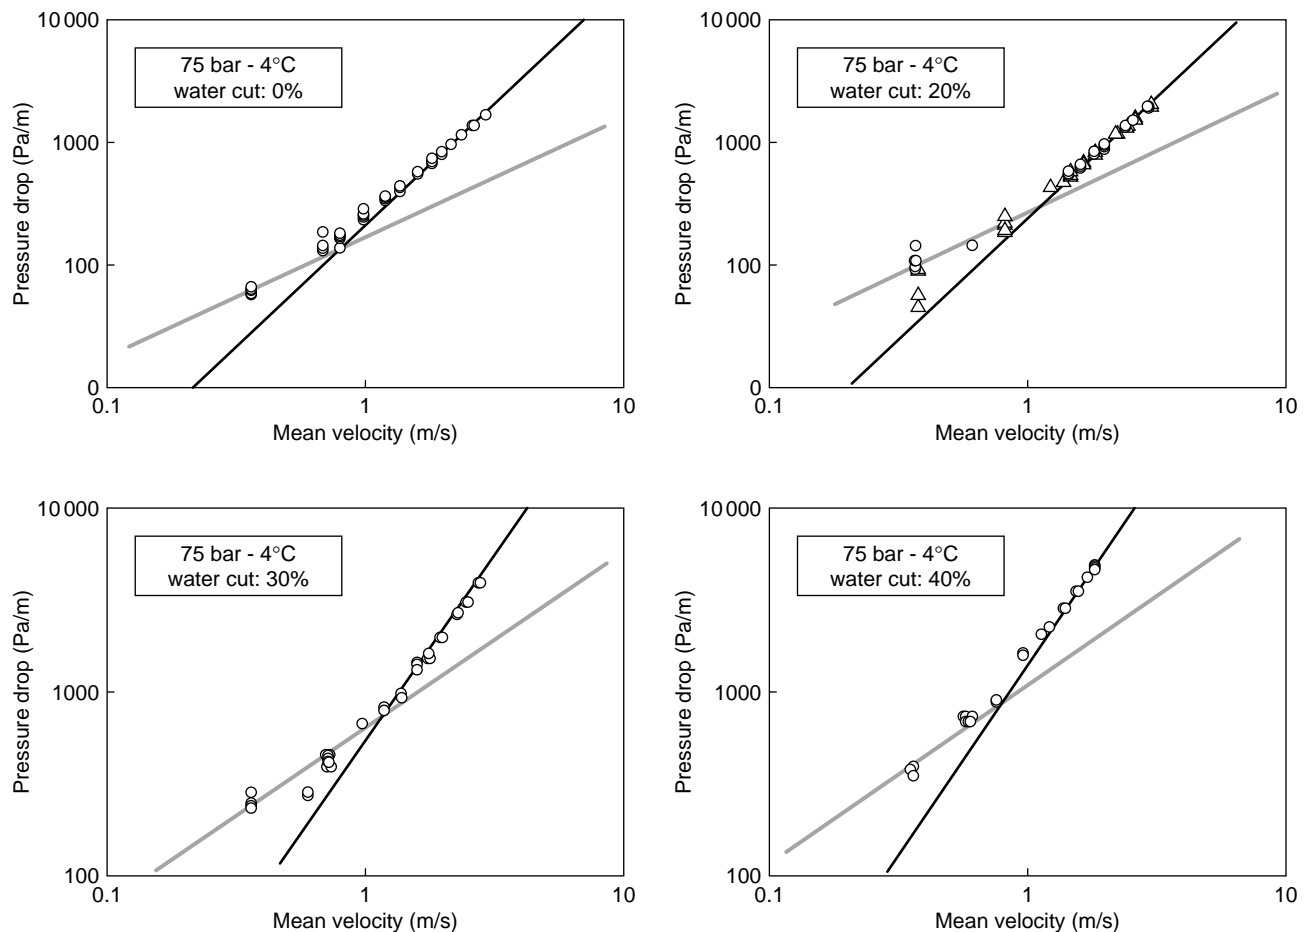 10 000
1000
100
0
0.1
1
10
Pressure drop (Pa/m)
Mean velocity (m/s)
75 bar - 4°C
water cut: 0%
10 000
1000
100
0
0.1
1
10
Pressure drop (Pa/m)
Mean velocity (m/s)
75 bar - 4°C
water cut: 20%
10 000
1000
100
0.1
1
10
Pressure drop (Pa/m)
Mean velocity (m/s)
75 bar - 4°C
water cut: 30%
10 000
1000
100
0.1
1
10
Pressure drop (Pa/m)
Mean velocity (m/s)
75 bar - 4°C
water cut: 40%